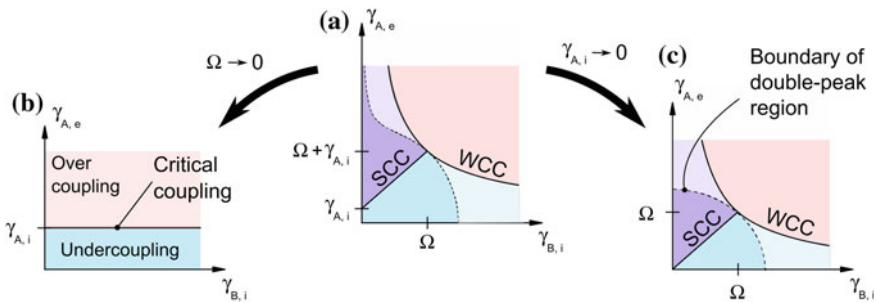 (a)
γA, e
Ω → 0
γA, i → 0
Ω + γA, i
γA, i
SCC
WCC
Ω
γB, i
(b)
γA, e
Over
coupling
Critical
coupling
γA, i
Undercoupling
γB, i
(c)
Boundary of
double-peak
region
γA, e
Ω
SCC
WCC
Ω
γB, i